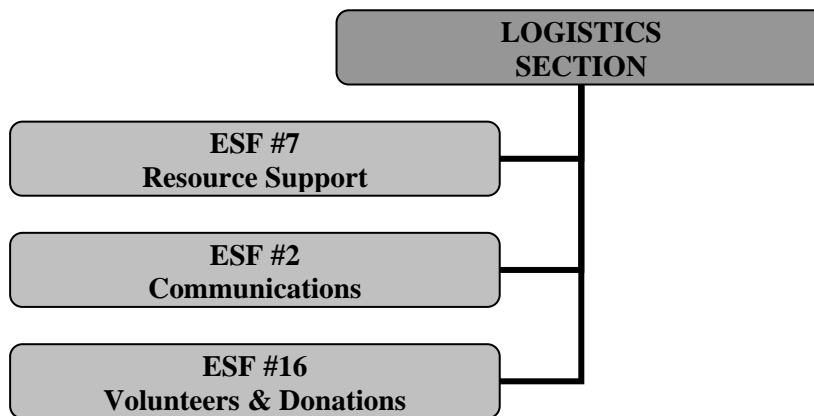 LOGISTICS
SECTION
ESF #7
Resource Support
ESF #2
Communications
ESF #16
Volunteers & Donations